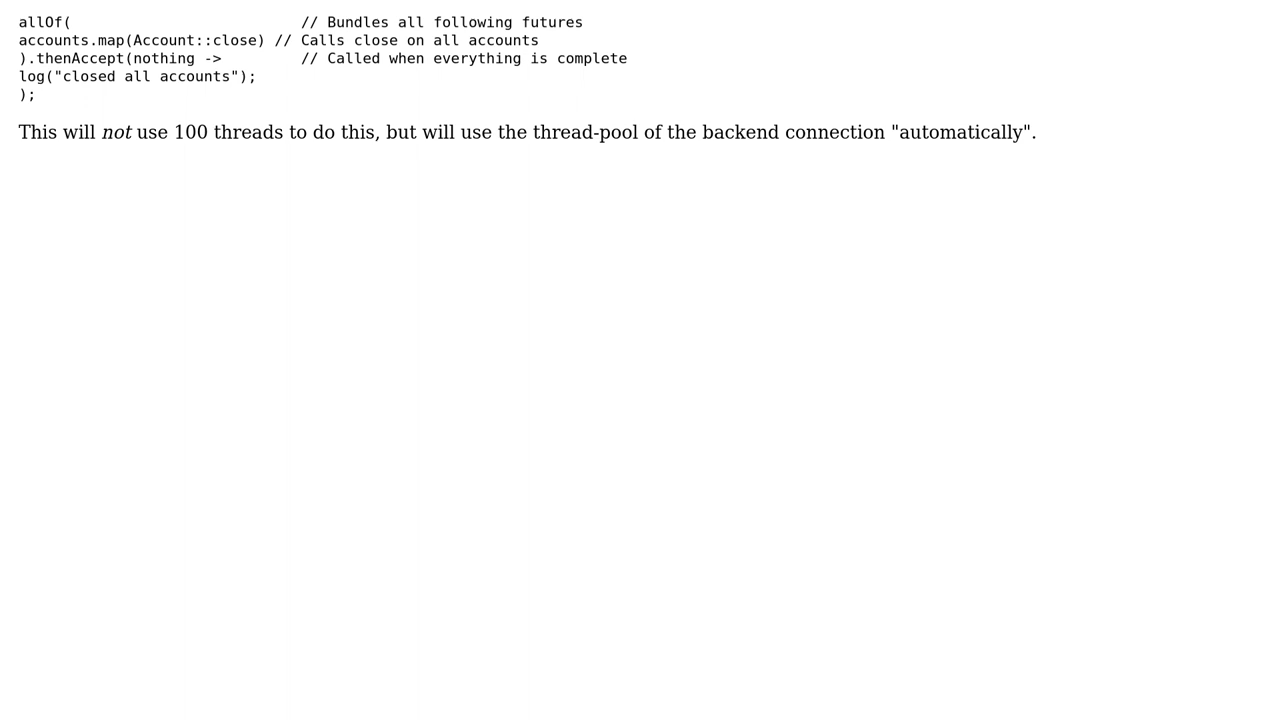 allOf(                          // Bundles all following futures
accounts.map(Account::close) // Calls close on all accounts
).thenAccept(nothing ->         // Called when everything is complete
log("closed all accounts");
);
This will not use 100 threads to do this, but will use the thread-pool of the backend connection "automatically".